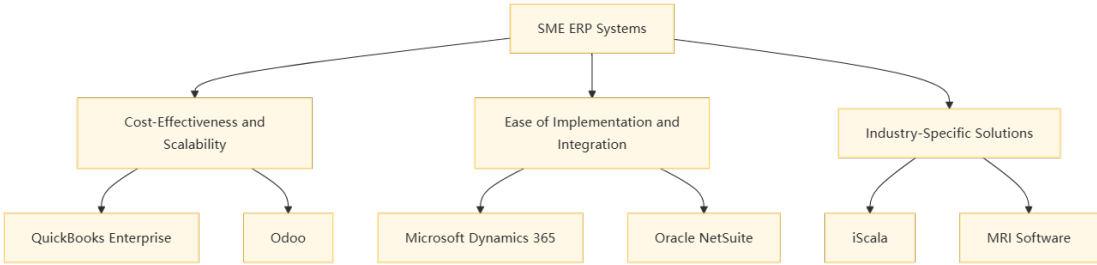 SME ERP Systems
Cost-Effectiveness and
Scalability
Ease of Implementation and
Integration
Industry-Specific Solutions
QuickBooks Enterprise
Odoo
Microsoft Dynamics 365
Oracle NetSuite
iScala
MRI Software